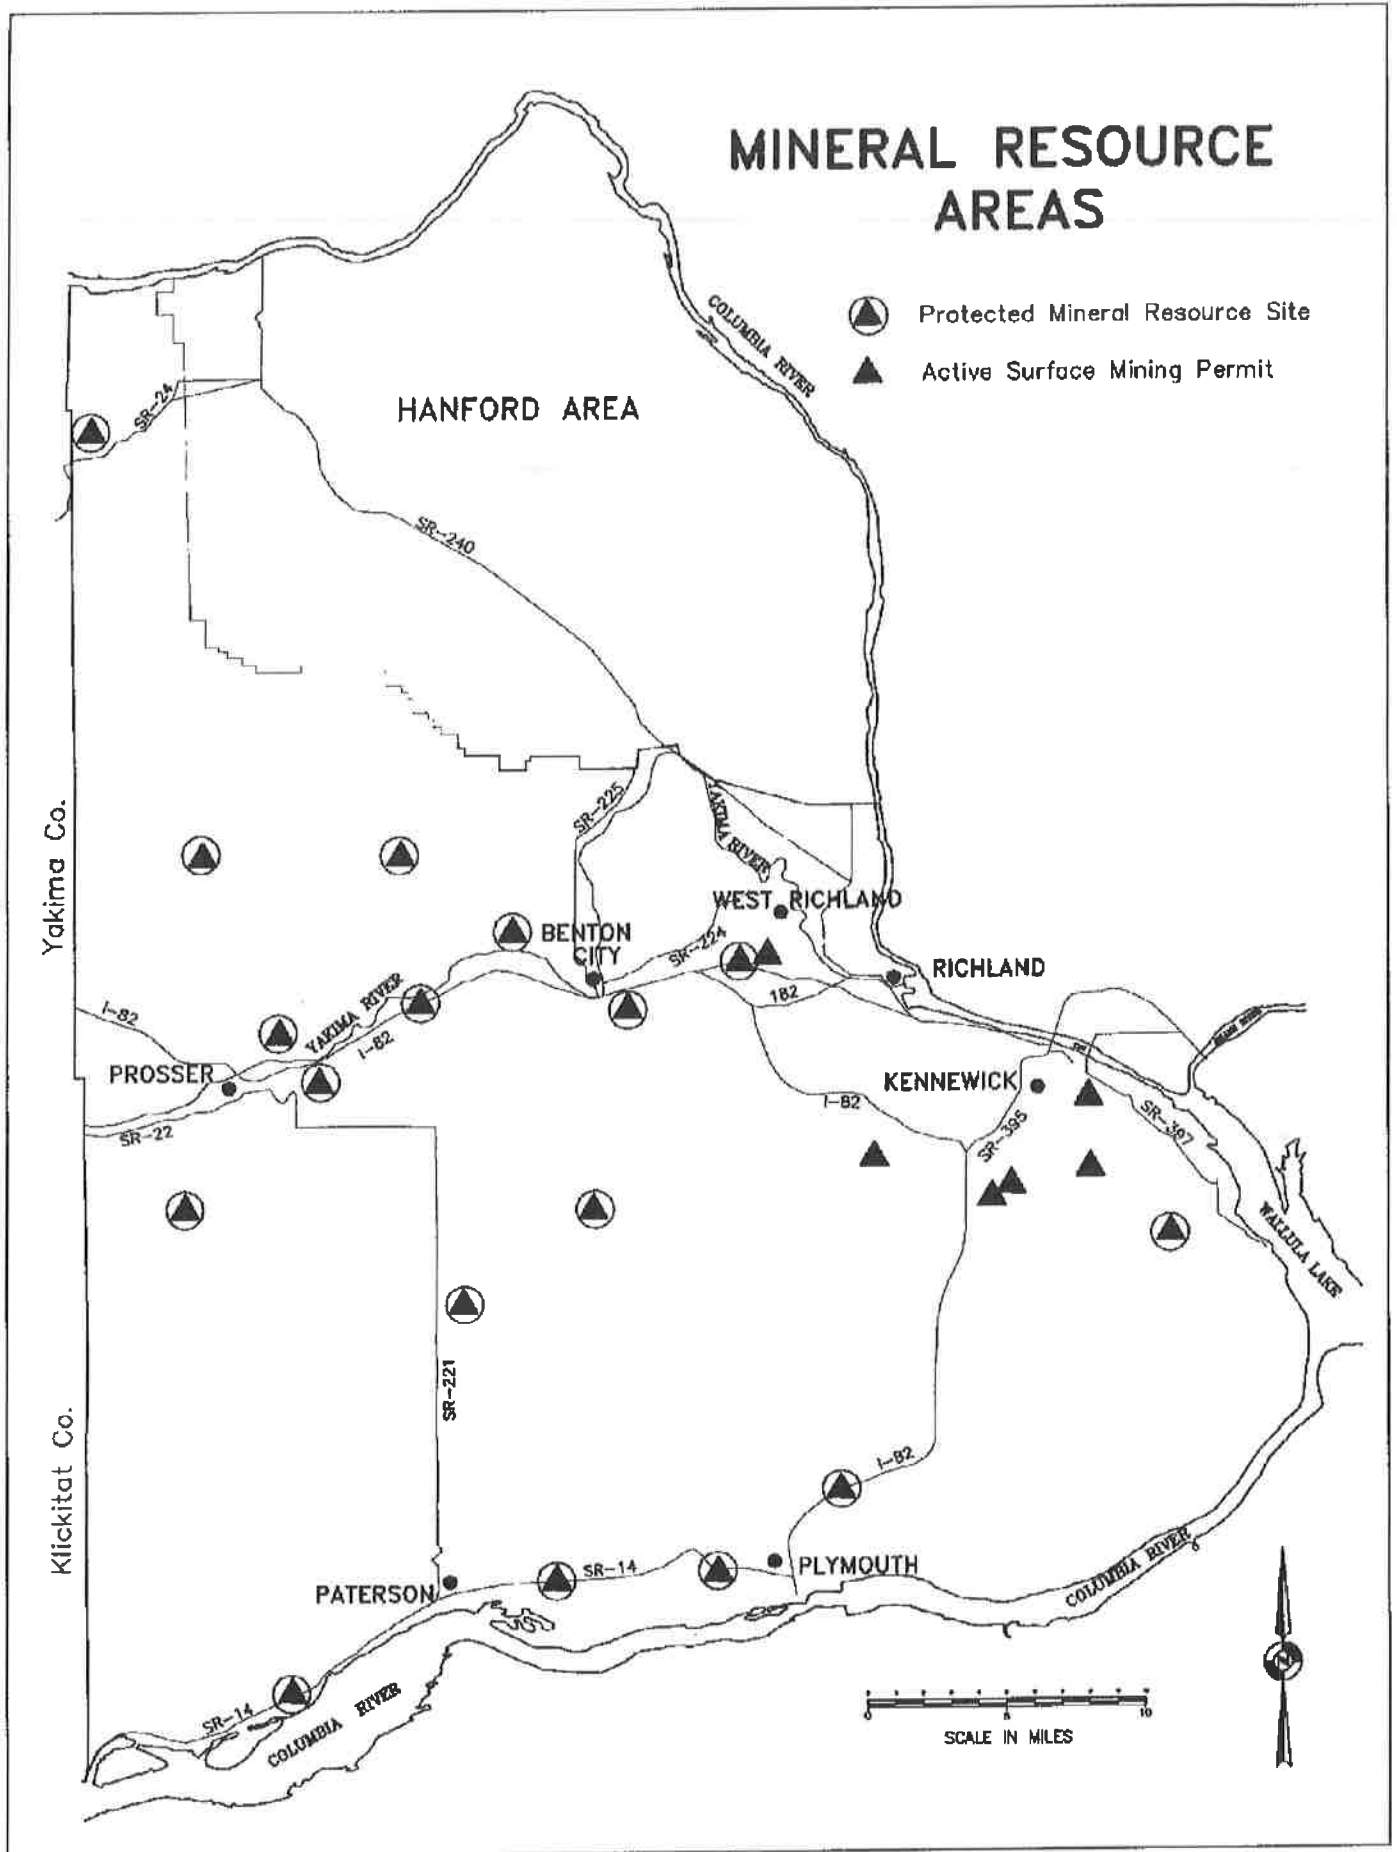 MINERAL RESOURCE
AREAS
Protected Mineral Resource Site
Active Surface Mining Permit
COLUMBIA RIVER
HANFORD AREA
SR-24
SR-240
Yakima Co.
SR-225
YAKIMA RIVER
WEST RICHLAND
BENTON
CITY
SR-224
RICHLAND
182
I-82
YAKIMA RIVER
I-82
PROSSER
SR-22
KENNEWICK
I-82
SR-395
SR-397
WALLULA LAKE
SR-221
Klickitat Co.
I-82
PLYMOUTH
SR-14
PATERSON
COLUMBIA RIVER
SR-14
COLUMBIA RIVER
N
0 5 10
SCALE IN MILES